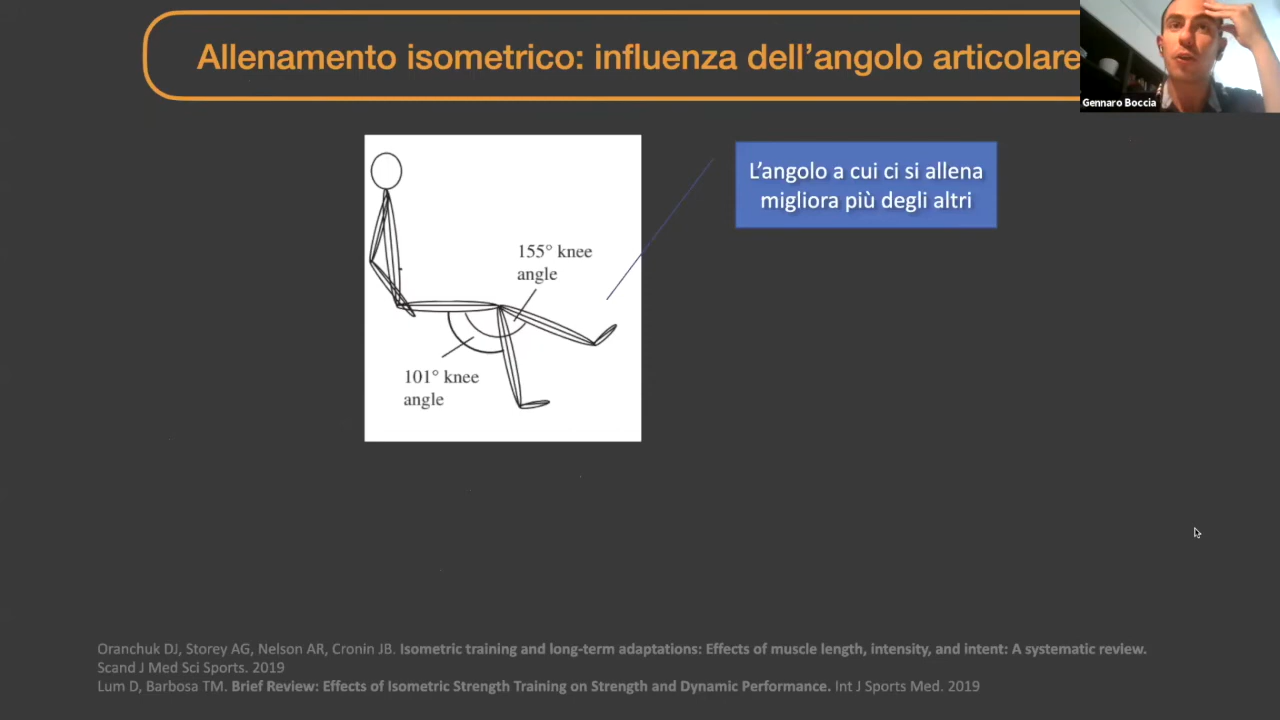 Allenamento isometrico: influenza dell’angolo articolare
Gennaro Boccia
L’angolo a cui ci si allena
migliora più degli altri
155° knee
angle
101° knee
angle
Oranchuk DJ, Storey AG, Nelson AR, Cronin JB. Isometric training and long-term adaptations: Effects of muscle length, intensity, and intent: A systematic review.
Scand J Med Sci Sports. 2019
Lum D, Barbosa TM. Brief Review: Effects of Isometric Strength Training on Strength and Dynamic Performance. Int J Sports Med. 2019